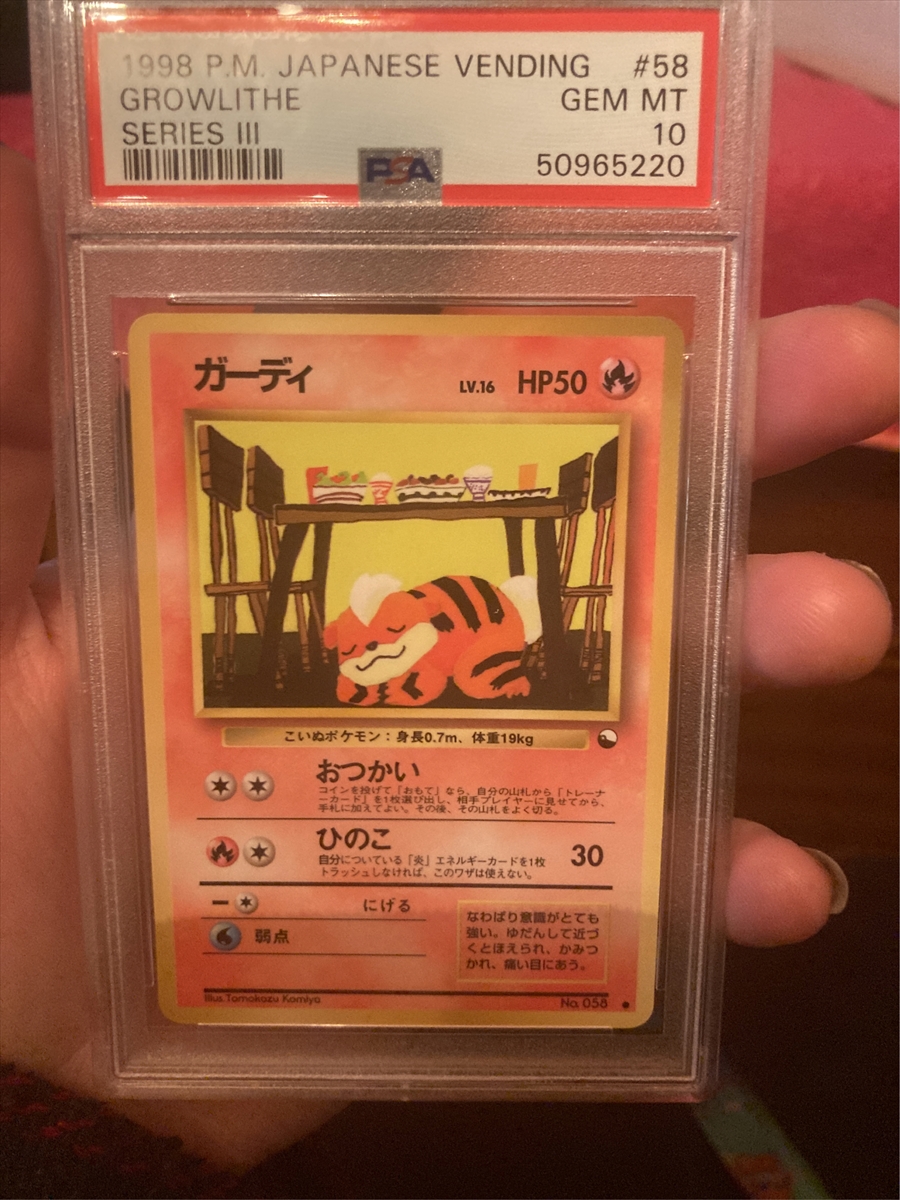 1998 P.M. JAPANESE VENDING #58
GROWLITHE GEM MT
SERIES III 10
PSA 50965220
ガーディ LV.16 HP50
こいぬポケモン：身長0.7m、体重19kg
おつかい
コインを投げて「おもて」なら、自分の山札から「トレーナ
ーカード」を1枚選び出し、相手プレイヤーに見せてから、
手札に加えてよい。その後、その山札をよく切る。
ひのこ 30
自分についている「炎」エネルギーカードを1枚
トラッシュしなければ、このワザは使えない。
にげる
弱点
なわばり意識がとても
強い。ゆだんして近づ
くとほえられ、かみつ
かれ、痛い目にあう。
Illus.Tomokazu Komiya No. 058